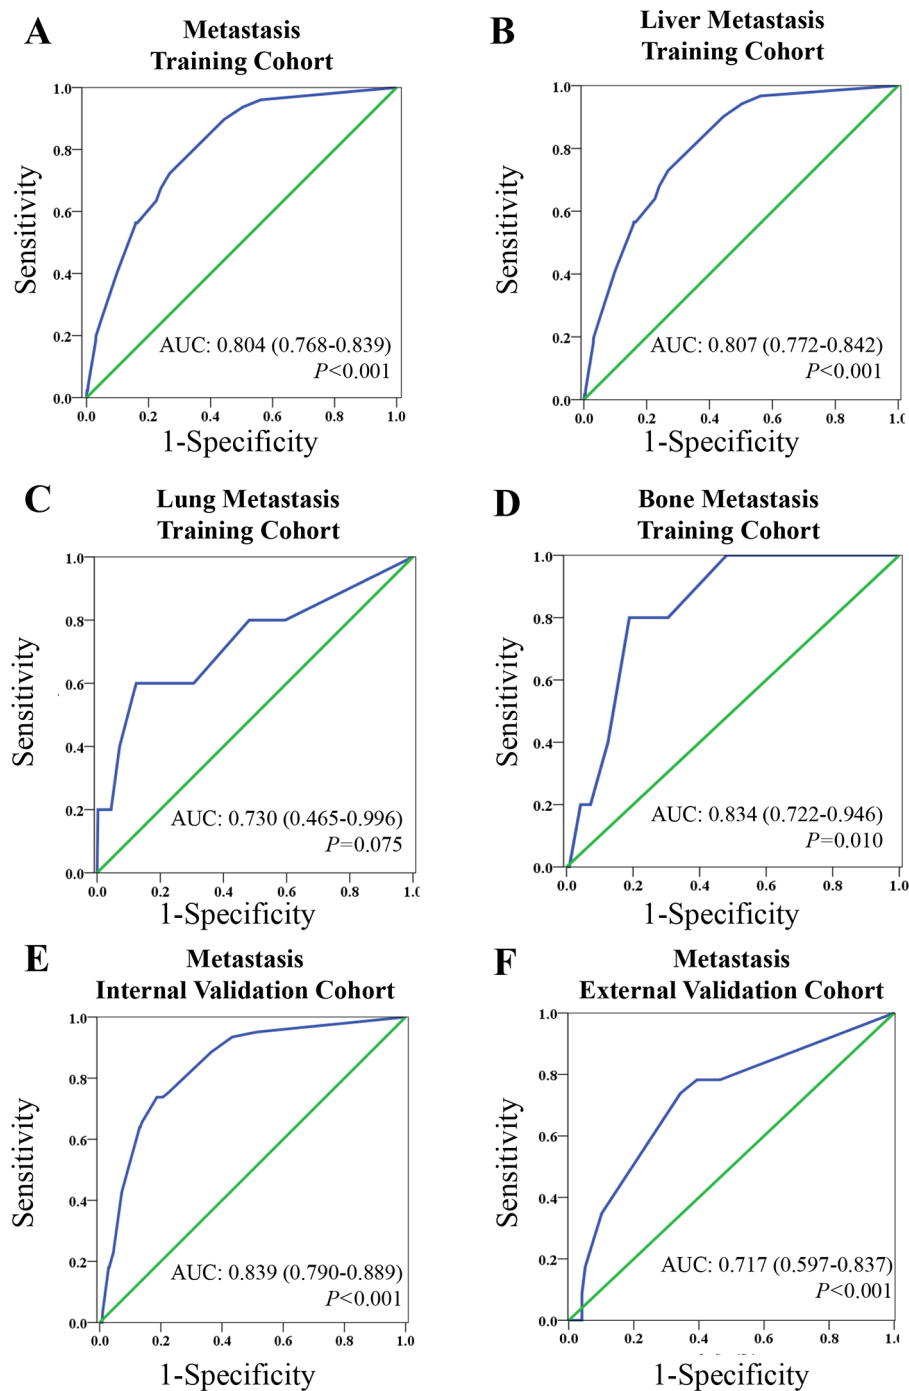 A
Metastasis
Training Cohort
1.0
0.8
0.6
0.4
0.2
0.0
Sensitivity
AUC: 0.804 (0.768-0.839)
P<0.001
0.0 0.2 0.4 0.6 0.8 1.0
1-Specificity
B
Liver Metastasis
Training Cohort
1.0
0.8
0.6
0.4
0.2
0.0
Sensitivity
AUC: 0.807 (0.772-0.842)
P<0.001
0.0 0.2 0.4 0.6 0.8 1.0
1-Specificity
C
Lung Metastasis
Training Cohort
1.0
0.8
0.6
0.4
0.2
0.0
Sensitivity
AUC: 0.730 (0.465-0.996)
P=0.075
0.0 0.2 0.4 0.6 0.8 1.0
1-Specificity
D
Bone Metastasis
Training Cohort
1.0
0.8
0.6
0.4
0.2
0.0
Sensitivity
AUC: 0.834 (0.722-0.946)
P=0.010
0.0 0.2 0.4 0.6 0.8 1.0
1-Specificity
E
Metastasis
Internal Validation Cohort
1.0
0.8
0.6
0.4
0.2
0.0
Sensitivity
AUC: 0.839 (0.790-0.889)
P<0.001
0.0 0.2 0.4 0.6 0.8 1.0
1-Specificity
F
Metastasis
External Validation Cohort
1.0
0.8
0.6
0.4
0.2
0.0
Sensitivity
AUC: 0.717 (0.597-0.837)
P<0.001
0.0 0.2 0.4 0.6 0.8 1.0
1-Specificity